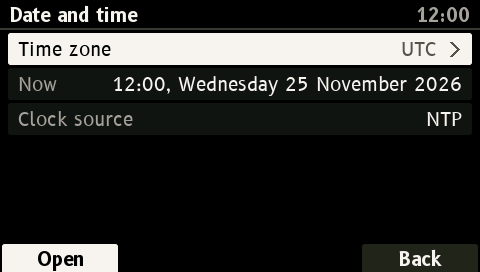 Date and time 12:00
Time zone UTC
Now 12:00, Wednesday 25 November 2026
Clock source NTP
Open Back